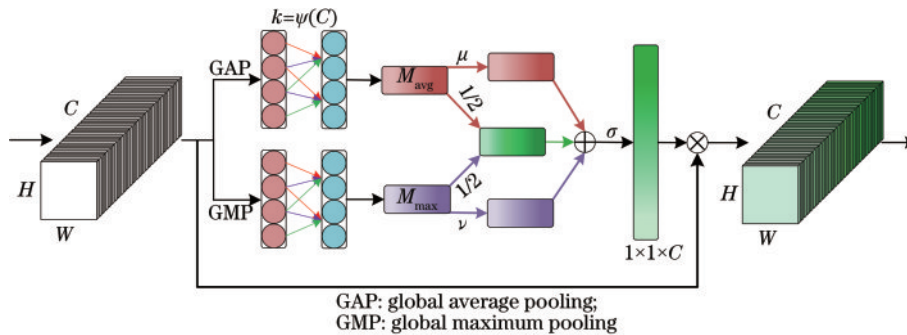 k=ψ(C)
GAP
C
H
W
GMP
M_avg
μ
1/2
1/2
M_max
ν
σ
1×1×C
C
H
W
GAP: global average pooling;
GMP: global maximum pooling